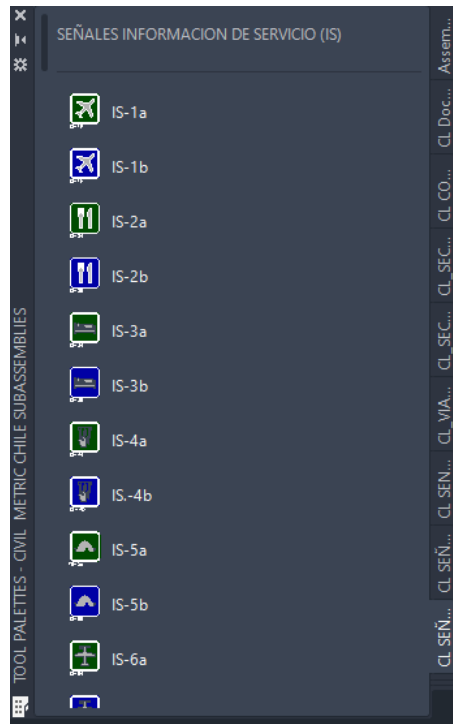 SEÑALES INFORMACION DE SERVICIO (IS)
IS-1a
IS-1b
IS-2a
IS-2b
IS-3a
IS-3b
IS-4a
IS.-4b
IS-5a
IS-5b
IS-6a
TOOL PALETTES - CIVIL METRIC CHILE SUBASSEMBLIES
Assem...
CL Doc...
CL CO...
CL_SEC...
CL_SEC...
CL_VIA...
CL SEN...
CL SEÑ...
CL SEÑ...